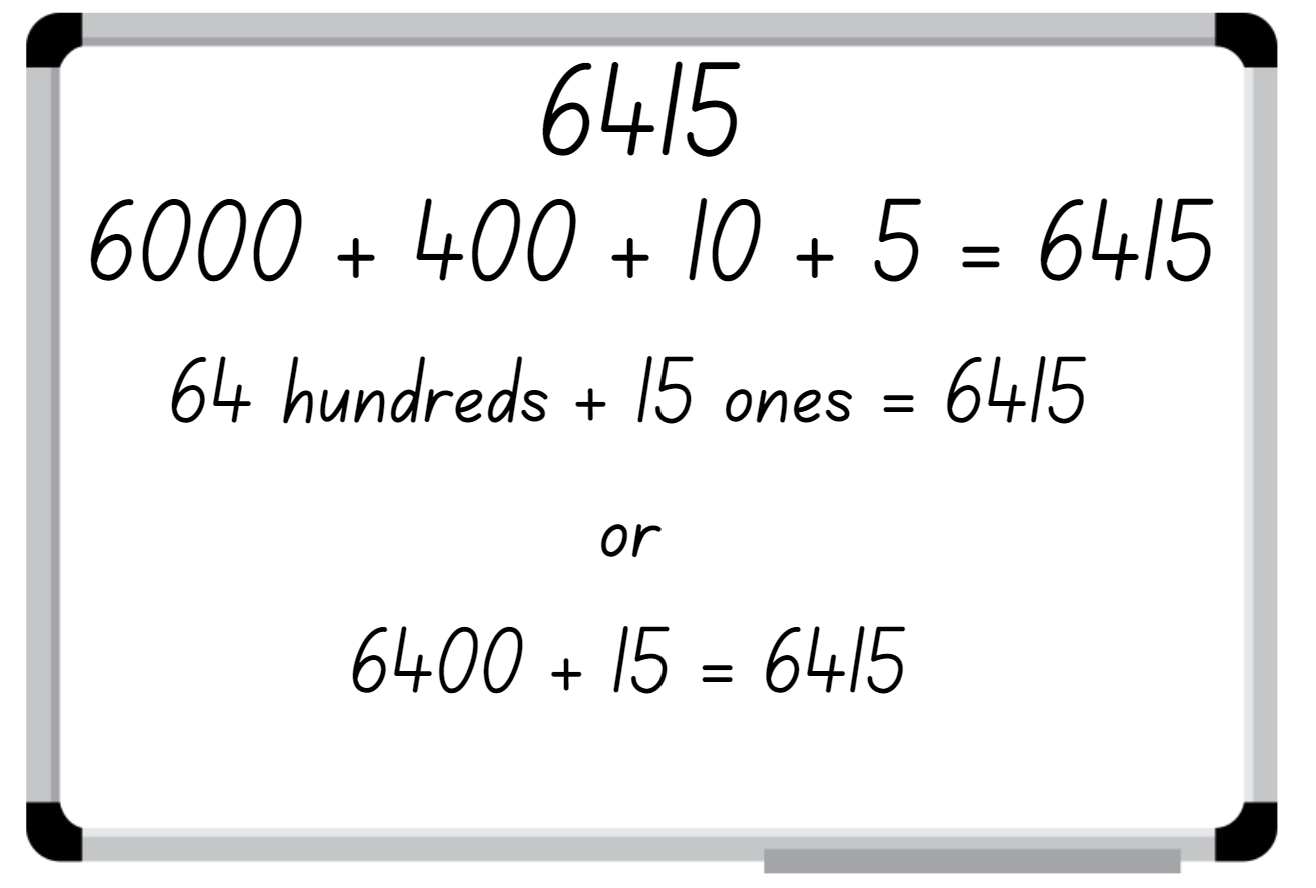 6415
6000 + 400 + 10 + 5 = 6415
64 hundreds + 15 ones = 6415
or
6400 + 15 = 6415